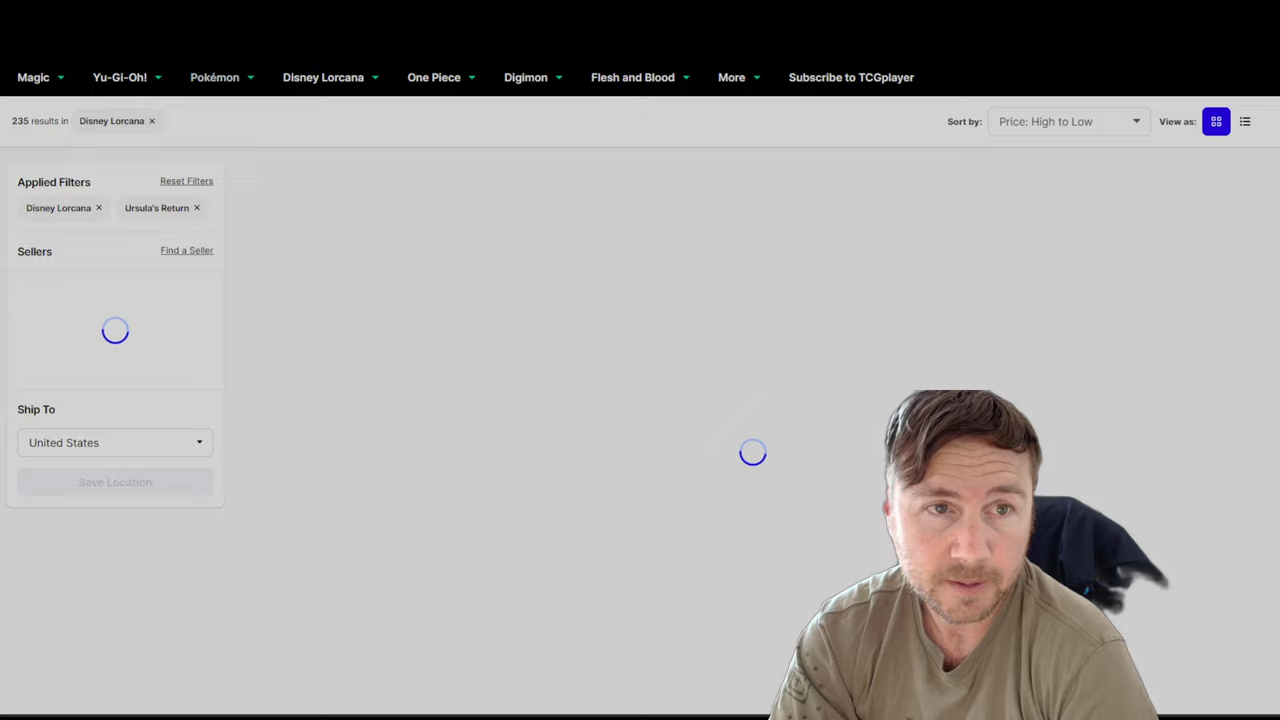 Magic Yu-Gi-Oh! Pokémon Disney Lorcana One Piece Digimon Flesh and Blood More Subscribe to TCGplayer
235 results in Disney Lorcana × Sort by: Price: High to Low View as:
Applied Filters Reset Filters
Disney Lorcana × Ursula's Return ×
Sellers Find a Seller
Ship To
United States
Save Location